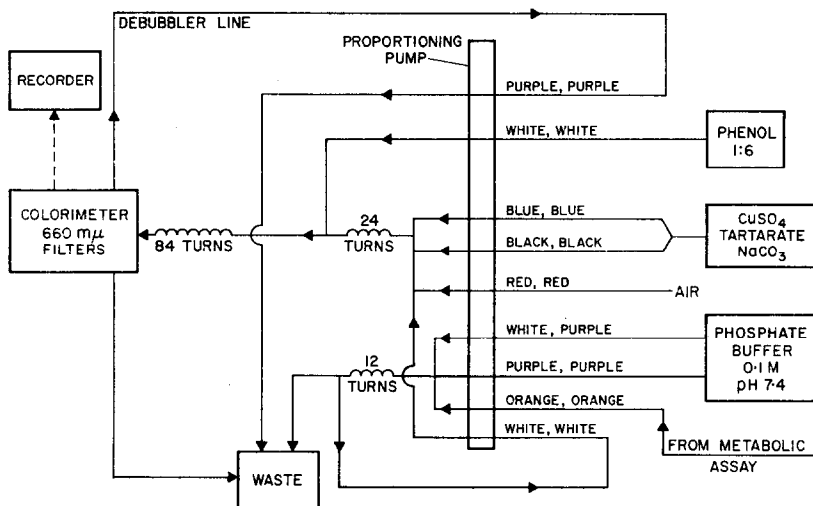 DEBUBBLER LINE
PROPORTIONING
PUMP
RECORDER
PURPLE, PURPLE
WHITE, WHITE
PHENOL
1:6
COLORIMETER
660 mμ
FILTERS
84 TURNS
24
TURNS
BLUE, BLUE
BLACK, BLACK
CuSO4
TARTARATE
NaCO3
RED, RED
AIR
WHITE, PURPLE
PURPLE, PURPLE
ORANGE, ORANGE
WHITE, WHITE
PHOSPHATE
BUFFER
0·1 M
pH 7·4
12
TURNS
FROM METABOLIC
ASSAY
WASTE